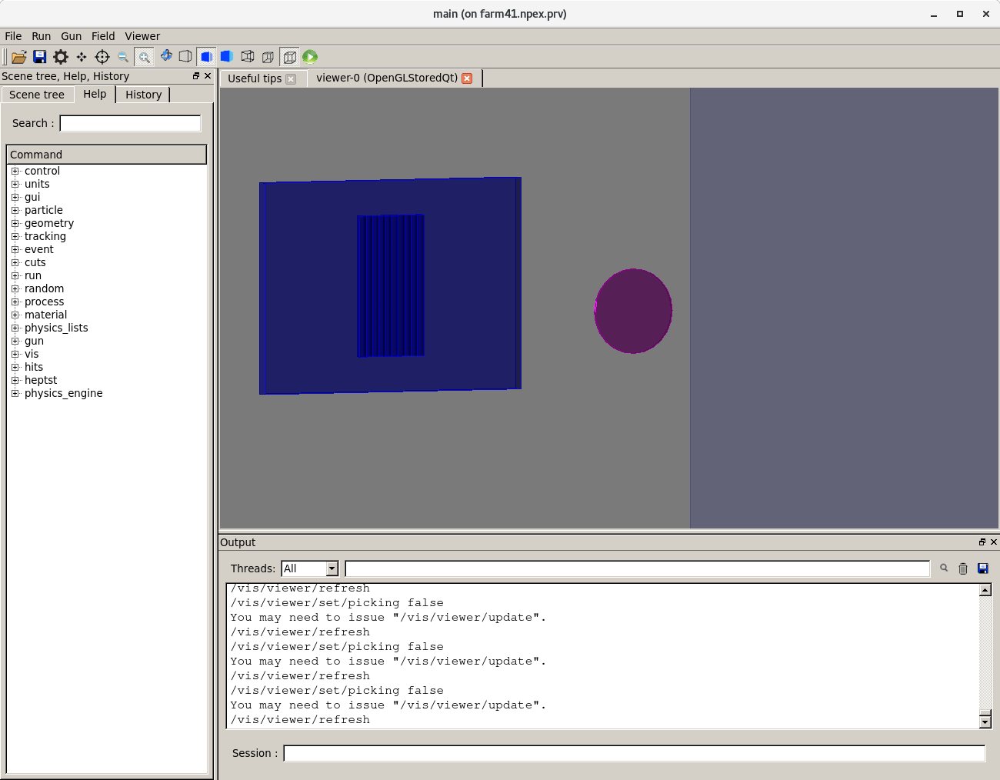 main (on farm41.npex.prv)
File Run Gun Field Viewer
Scene tree, Help, History
Scene tree Help History
Search :
Command
control
units
gui
particle
geometry
tracking
event
cuts
run
random
process
material
physics_lists
gun
vis
hits
heptst
physics_engine
Useful tips viewer-0 (OpenGLStoredQt)
Output
Threads: All
/vis/viewer/refresh
/vis/viewer/set/picking false
You may need to issue "/vis/viewer/update".
/vis/viewer/refresh
/vis/viewer/set/picking false
You may need to issue "/vis/viewer/update".
/vis/viewer/refresh
/vis/viewer/set/picking false
You may need to issue "/vis/viewer/update".
/vis/viewer/refresh
Session :